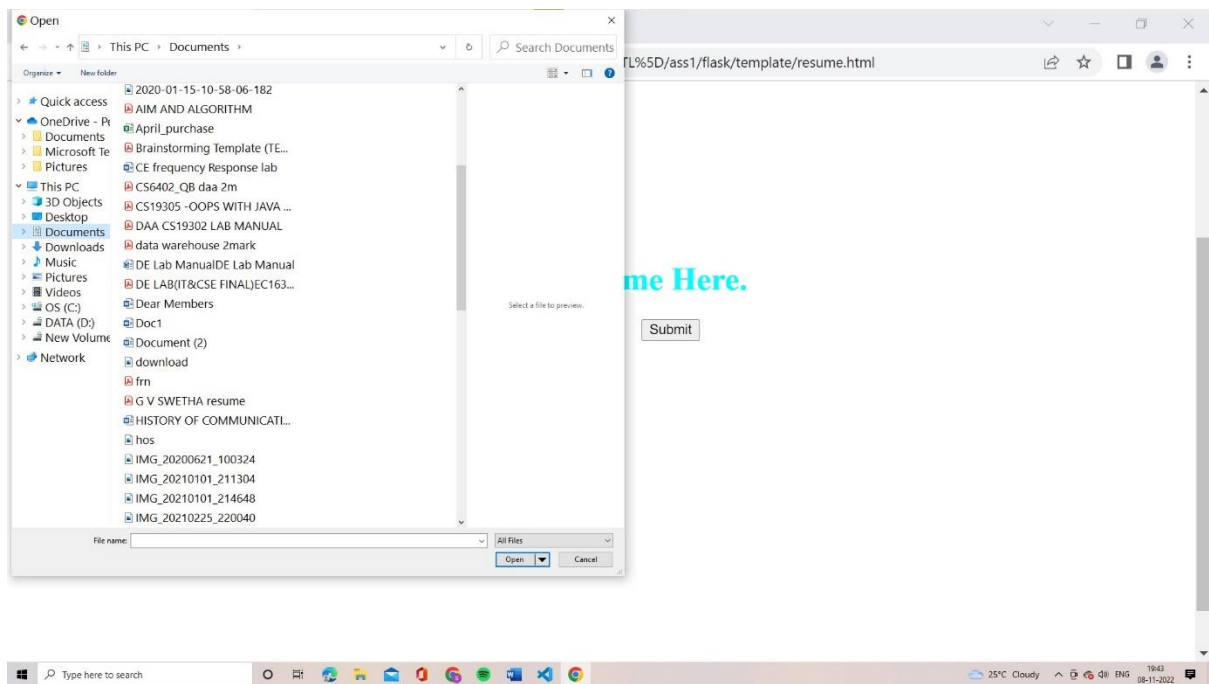 Open
This PC > Documents >
Search Documents
TL%5D/ass1/flask/template/resume.html
Organize
New folder
Quick access
OneDrive - Pe
Documents
Microsoft Te
Pictures
This PC
3D Objects
Desktop
Documents
Downloads
Music
Pictures
Videos
OS (C:)
DATA (D:)
New Volume
Network
2020-01-15-10-58-06-182
AIM AND ALGORITHM
April_purchase
Brainstorming Template (TE...
CE frequency Response lab
CS6402_QB daa 2m
CS19305 -OOPS WITH JAVA ...
DAA CS19302 LAB MANUAL
data warehouse 2mark
DE Lab ManualDE Lab Manual
DE LAB(IT&CSE FINAL)EC163...
Dear Members
Doc1
Document (2)
download
frn
G V SWETHA resume
HISTORY OF COMMUNICATI...
hos
IMG_20200621_100324
IMG_20210101_211304
IMG_20210101_214648
IMG_20210225_220040
Select a file to preview.
File name:
All Files
Open
Cancel
me Here.
Submit
Type here to search
25°C Cloudy
ENG
19:43
08-11-2022